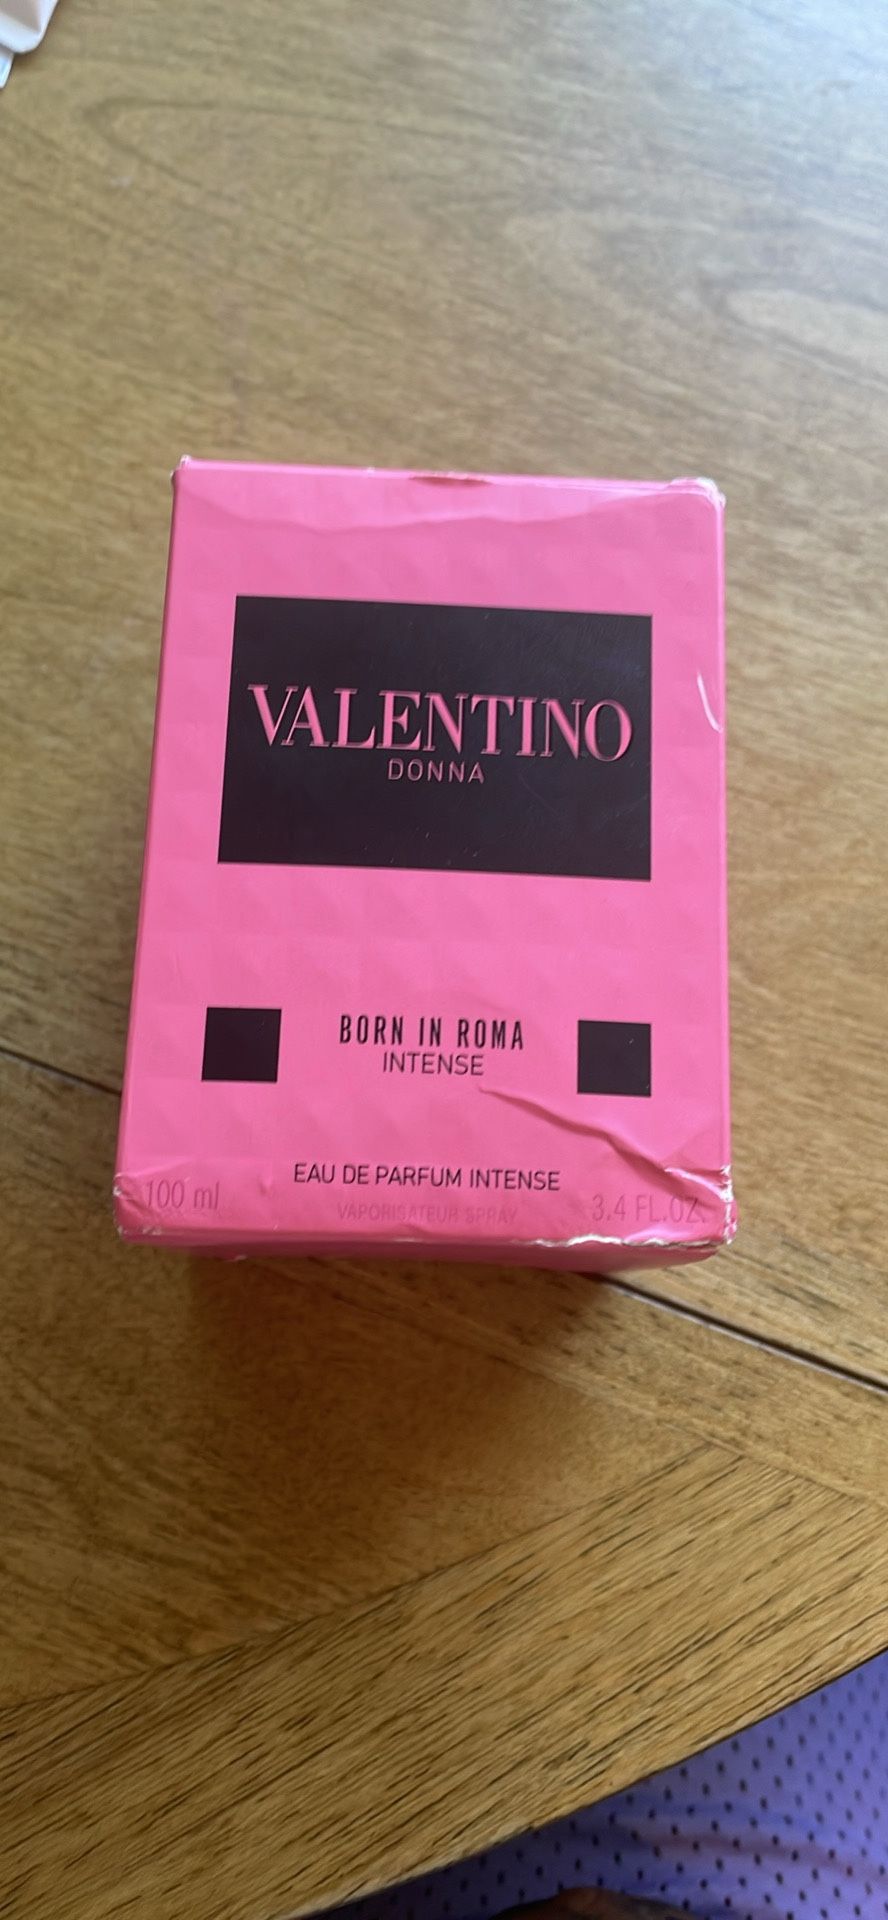 VALENTINO
DONNA
BORN IN ROMA
INTENSE
EAU DE PARFUM INTENSE
100 ml
VAPORISATEUR SPRAY
3.4 FL.OZ.